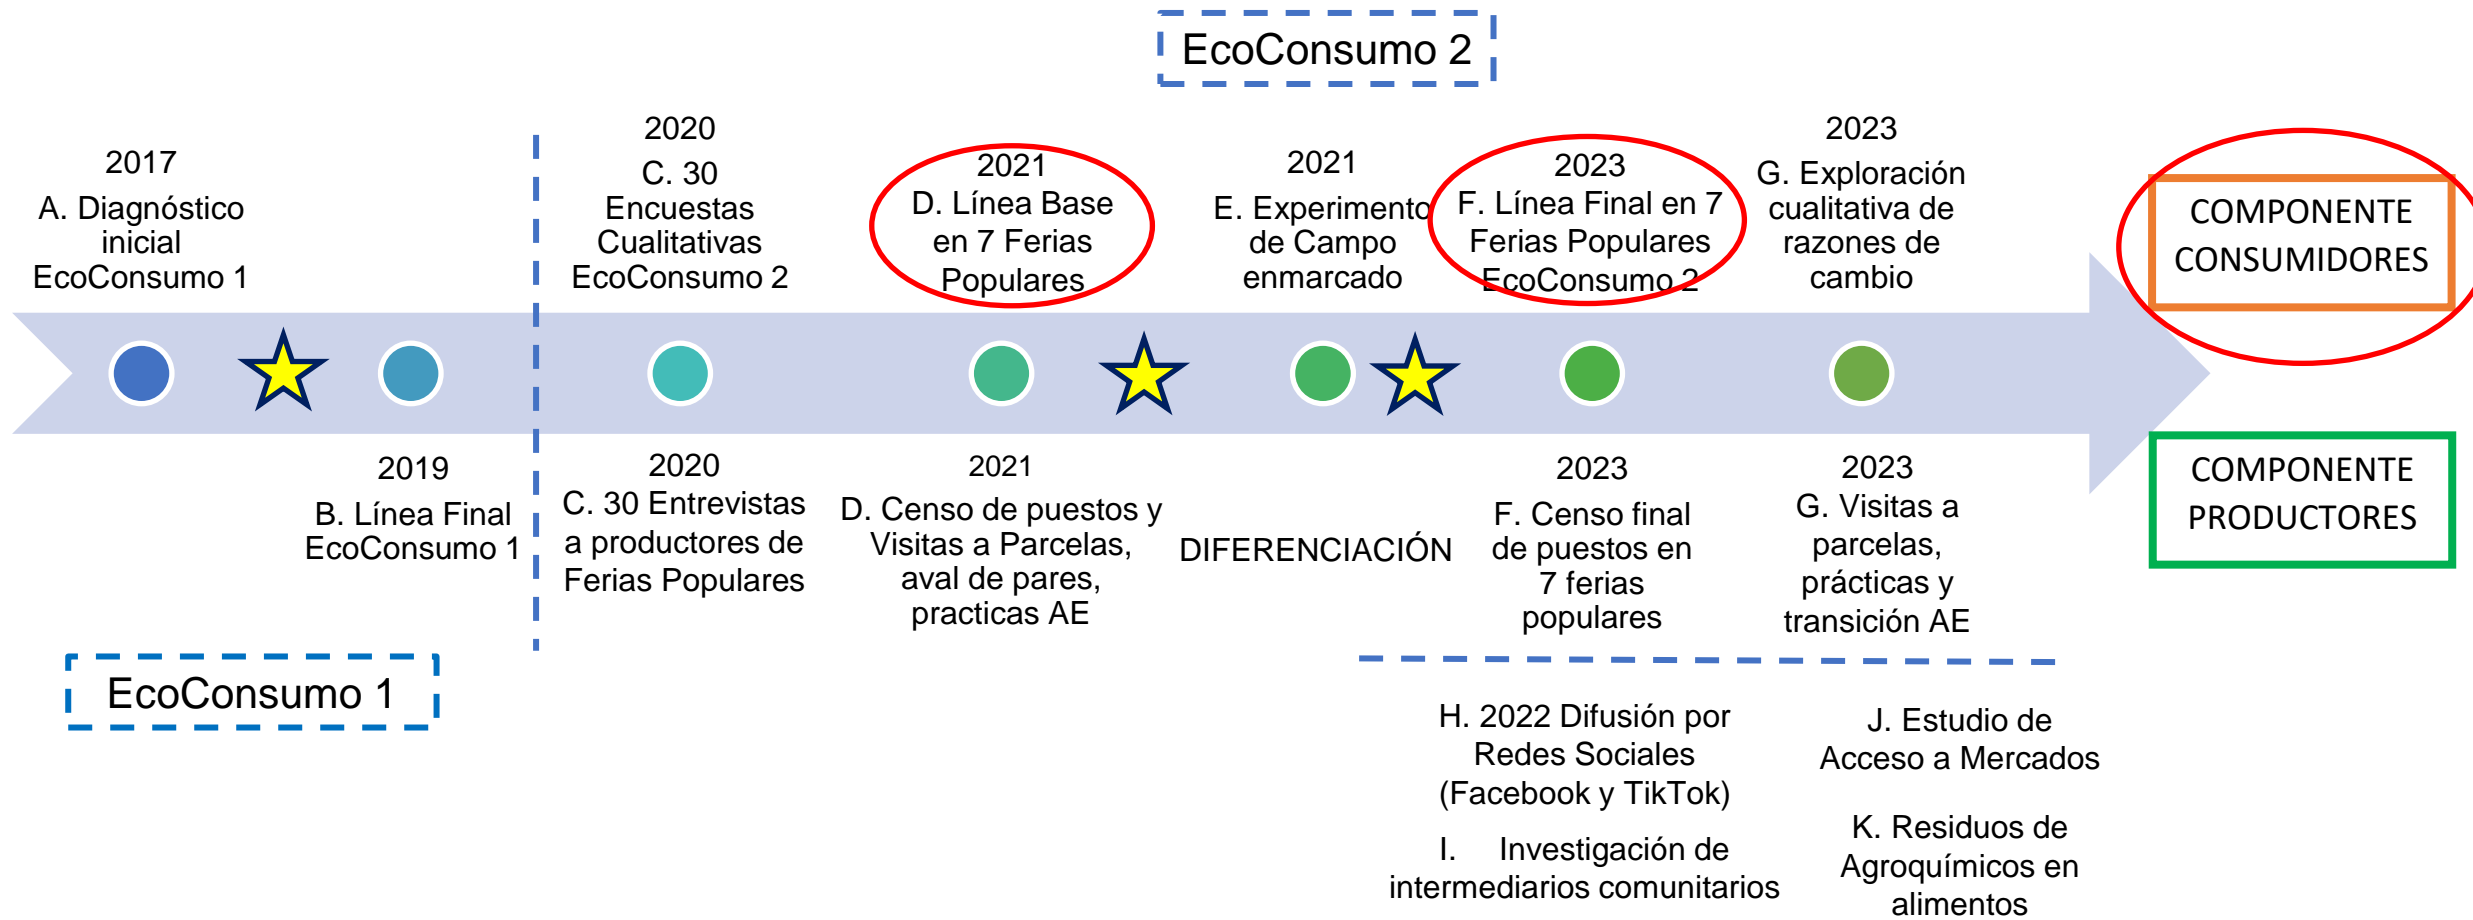 EcoConsumo 2
2017
A. Diagnóstico
inicial
EcoConsumo 1
2020
C. 30
Encuestas
Cualitativas
EcoConsumo 2
2021
D. Línea Base
en 7 Ferias
Populares
2021
E. Experimento
de Campo
enmarcado
2023
F. Línea Final en 7
Ferias Populares
EcoConsumo 2
2023
G. Exploración
cualitativa de
razones de
cambio
COMPONENTE
CONSUMIDORES
2019
B. Línea Final
EcoConsumo 1
2020
C. 30 Entrevistas
a productores de
Ferias Populares
2021
D. Censo de puestos y
Visitas a Parcelas,
aval de pares,
practicas AE
DIFERENCIACIÓN
2023
F. Censo final
de puestos en
7 ferias
populares
2023
G. Visitas a
parcelas,
prácticas y
transición AE
COMPONENTE
PRODUCTORES
EcoConsumo 1
H. 2022 Difusión por
Redes Sociales
(Facebook y TikTok)
I. Investigación de
intermediarios comunitarios
J. Estudio de
Acceso a Mercados
K. Residuos de
Agroquímicos en
alimentos